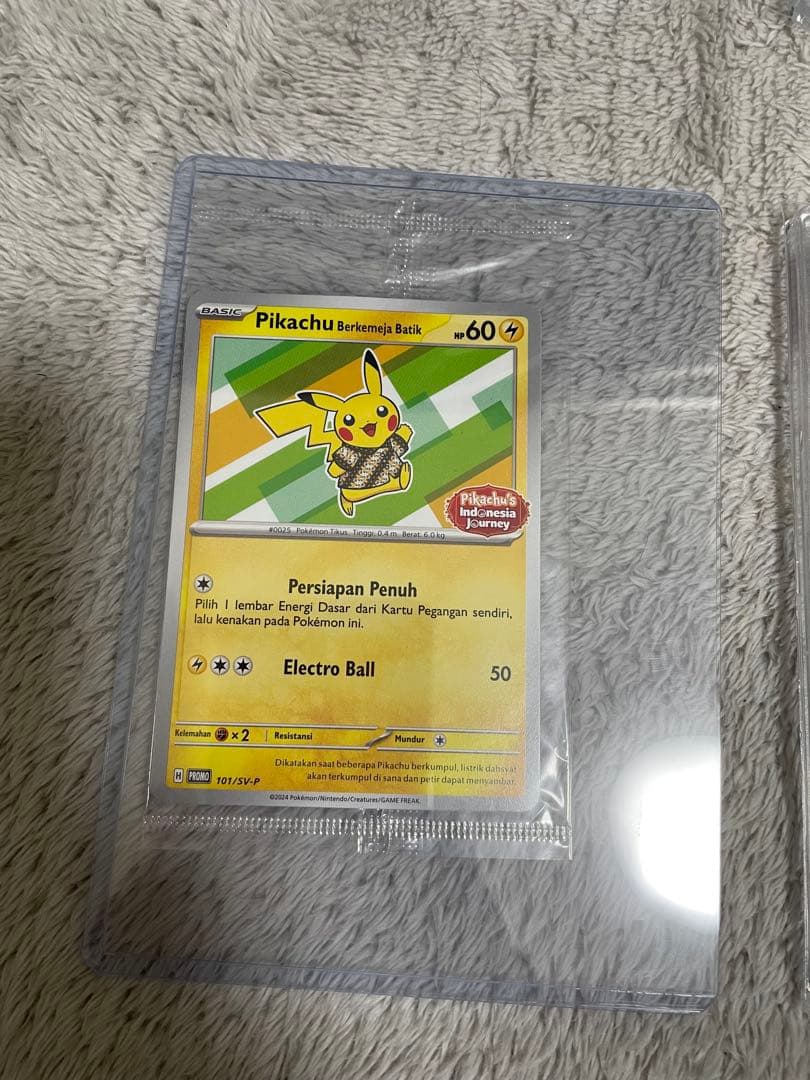 BASIC
Pikachu Berkemeja Batik HP 60
Pikachu's
Indonesia
Journey
#0025 Pokémon Tikus Tinggi: 0.4 m Berat: 6.0 kg
Persiapan Penuh
Pilih 1 lembar Energi Dasar dari Kartu Pegangan sendiri,
lalu kenakan pada Pokémon ini.
Electro Ball 50
Kelemahan ×2 Resistansi Mundur
Dikatakan saat beberapa Pikachu berkumpul, listrik dahsyat
akan terkumpul di sana dan petir dapat menyambar.
H PROMO 101/SV-P
©2024 Pokémon/Nintendo/Creatures/GAME FREAK.